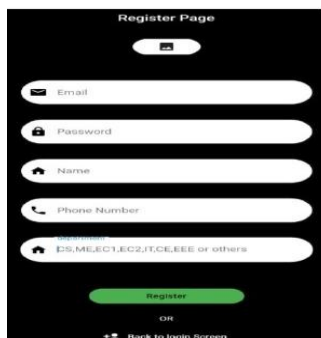 Register Page
Email
Password
Name
Phone Number
Department
CS,ME,EC1,EC2,IT,CE,EEE or others
Register
OR
Back to login Screen